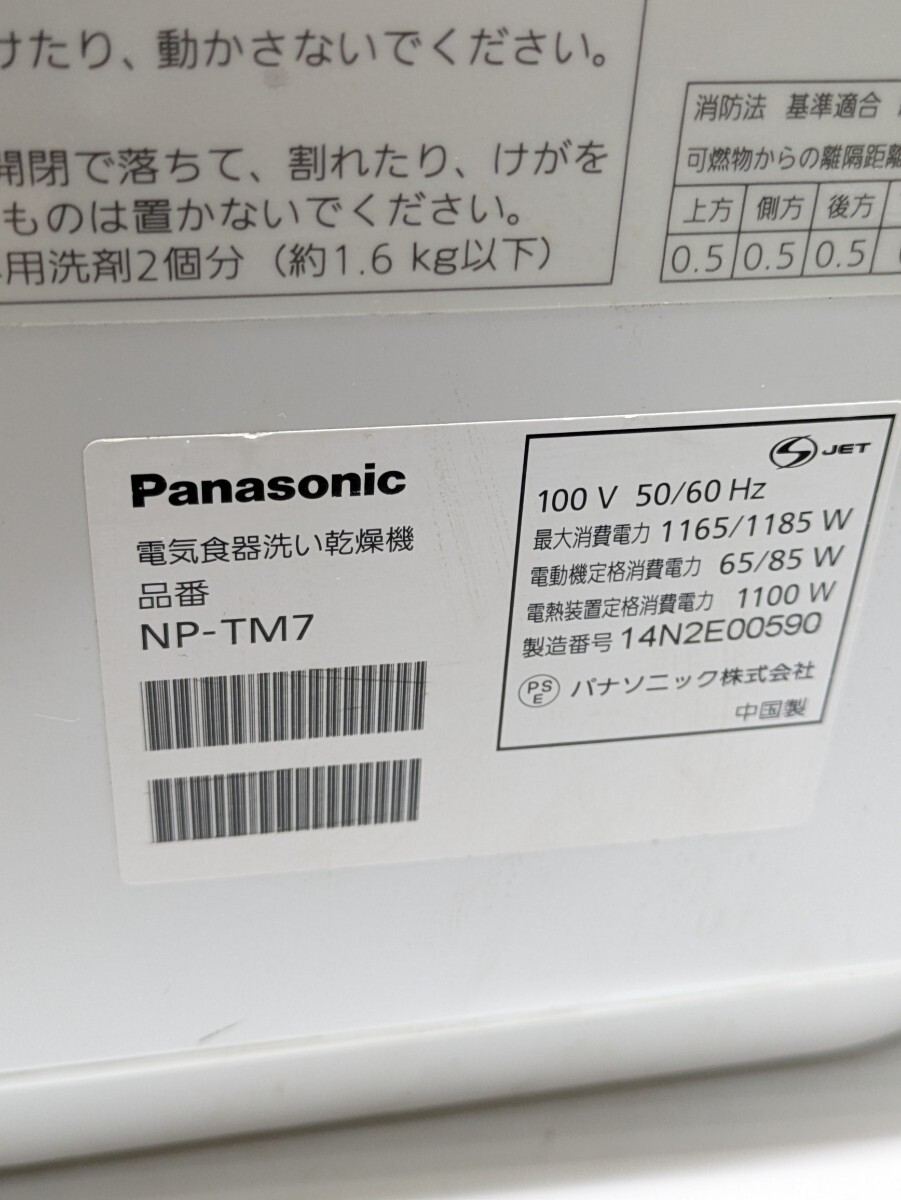 けたり、動かさないでください。
開閉で落ちて、割れたり、けがを
ものは置かないでください。
用洗剤2個分（約1.6 kg以下）
消防法 基準適合
可燃物からの離隔距離
上方 側方 後方
0.5 0.5 0.5
Panasonic
電気食器洗い乾燥機
品番
NP-TM7
JET
100 V 50/60 Hz
最大消費電力 1165/1185 W
電動機定格消費電力 65/85 W
電熱装置定格消費電力 1100 W
製造番号 14N2E00590
PSE パナソニック株式会社
中国製